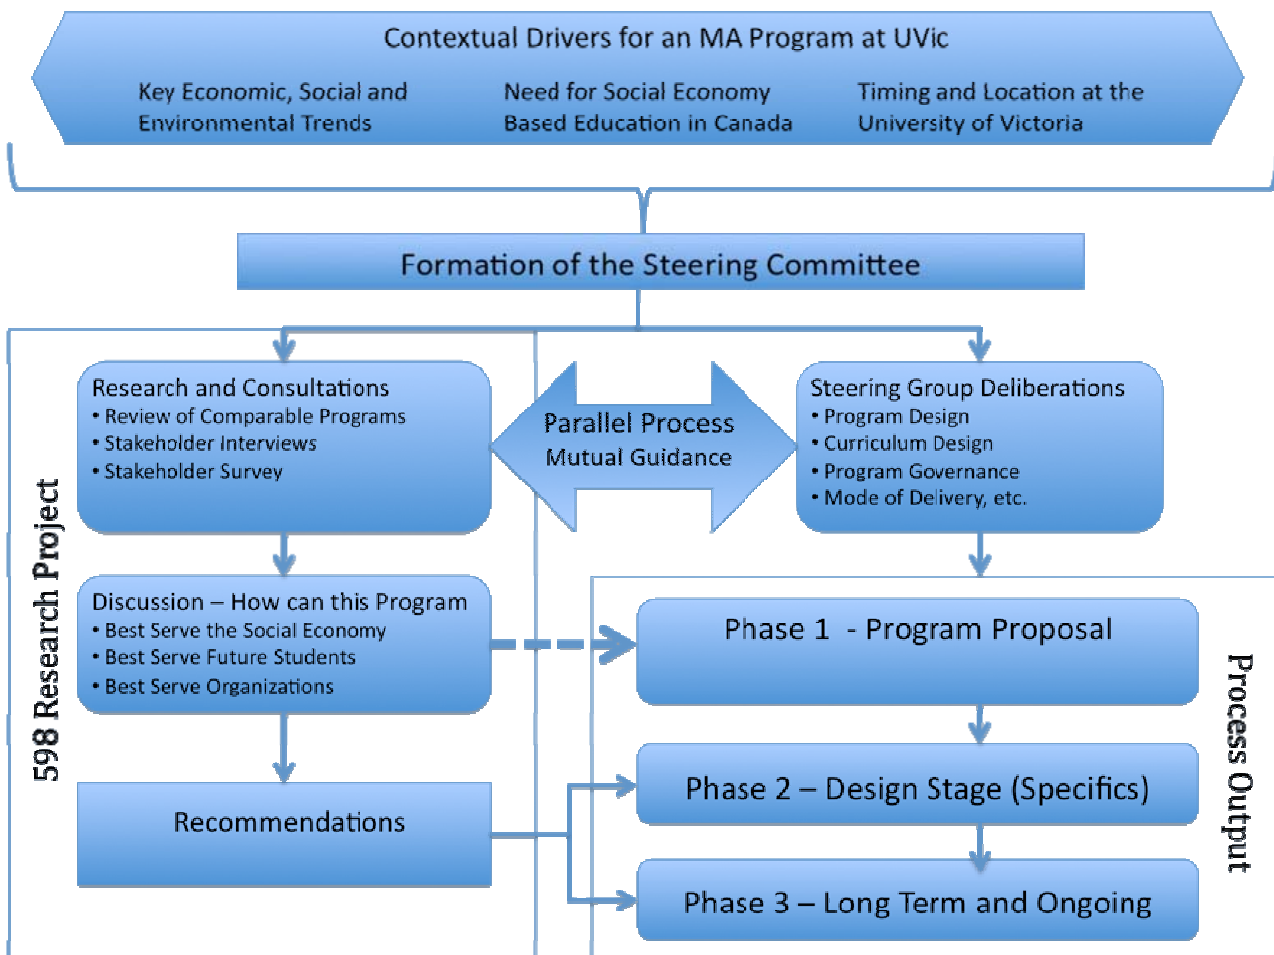 Contextual Drivers for an MA Program at UVic
Key Economic, Social and
Environmental Trends
Need for Social Economy
Based Education in Canada
Timing and Location at the
University of Victoria
Formation of the Steering Committee
Research and Consultations
• Review of Comparable Programs
• Stakeholder Interviews
• Stakeholder Survey
Parallel Process
Mutual Guidance
Steering Group Deliberations
• Program Design
• Curriculum Design
• Program Governance
• Mode of Delivery, etc.
598 Research Project
Discussion – How can this Program
• Best Serve the Social Economy
• Best Serve Future Students
• Best Serve Organizations
Recommendations
Phase 1 - Program Proposal
Phase 2 – Design Stage (Specifics)
Phase 3 – Long Term and Ongoing
Process Output